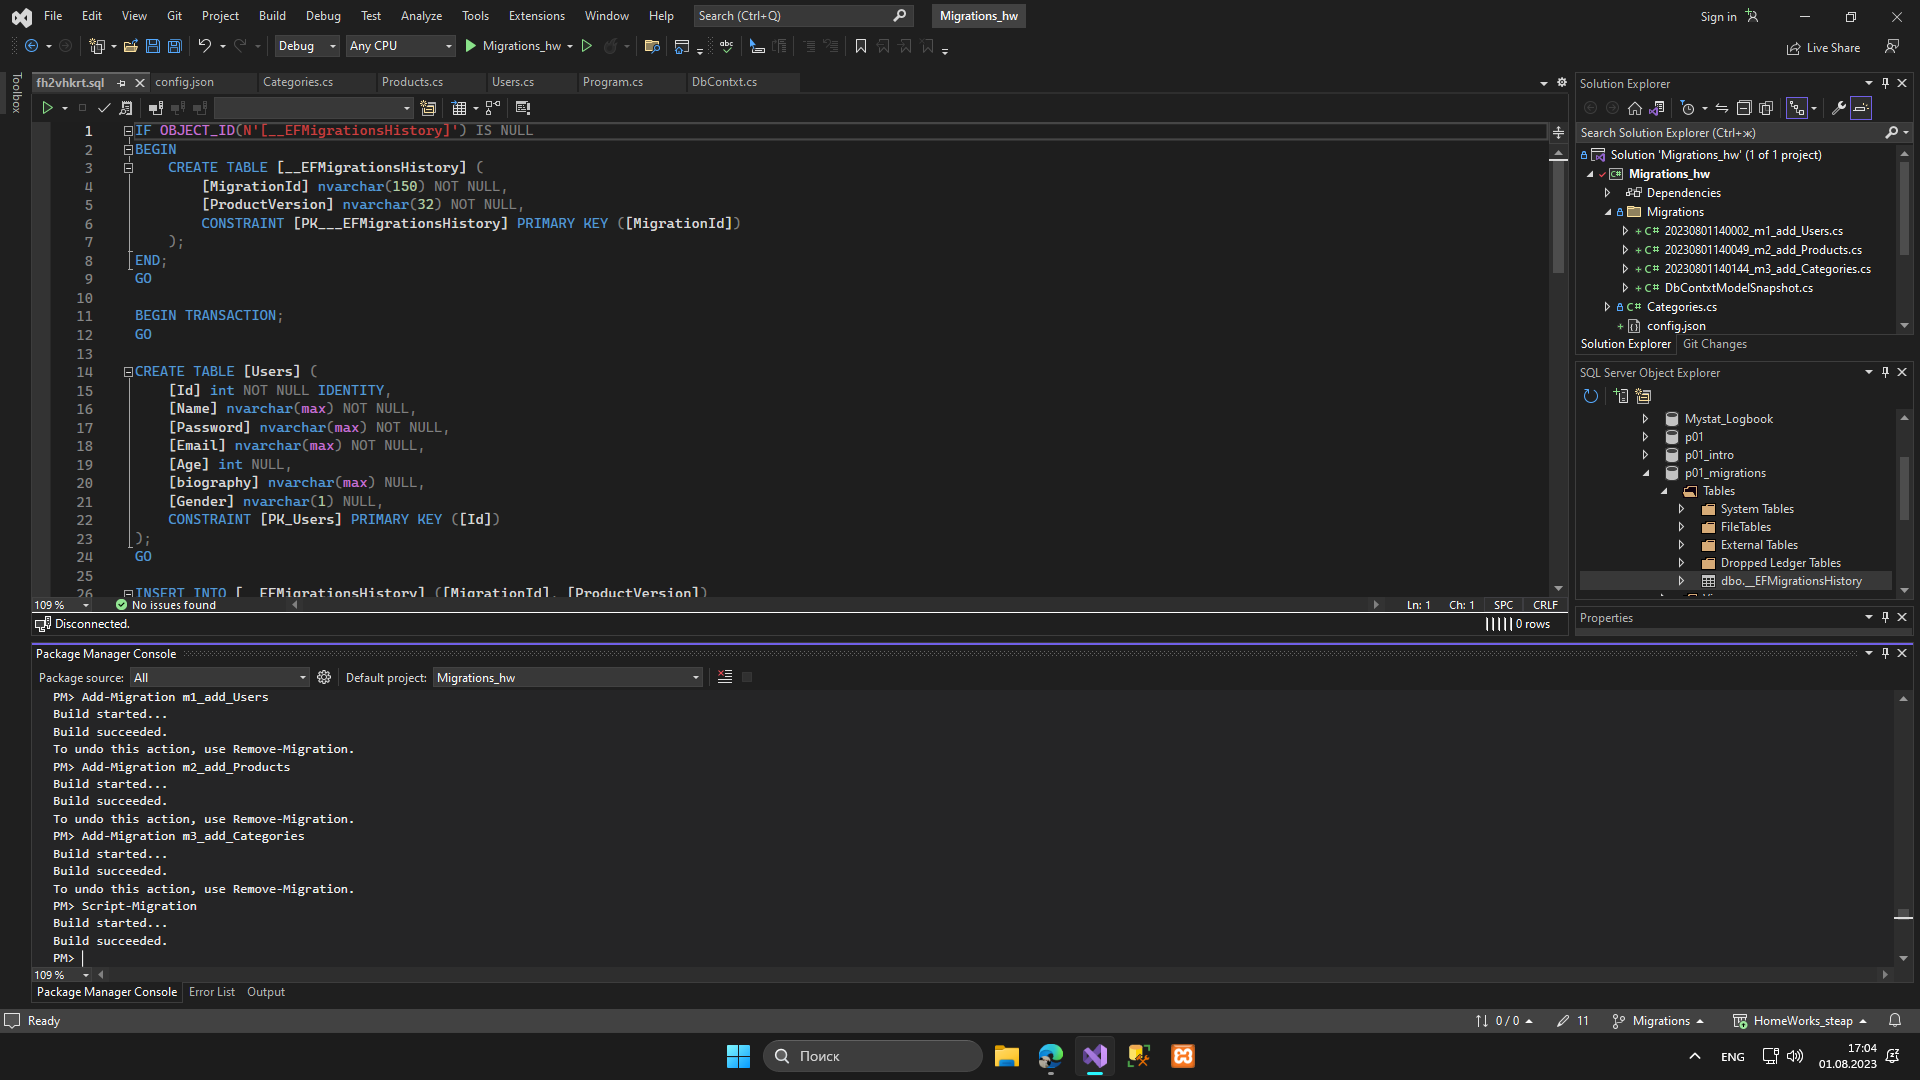 File Edit View Git Project Build Debug Test Analyze Tools Extensions Window Help Search (Ctrl+Q) Migrations_hw Sign in
Debug Any CPU Migrations_hw Live Share
Toolbox
fh2vhkrt.sql config.json Categories.cs Products.cs Users.cs Program.cs DbContxt.cs
1 IF OBJECT_ID(N'[__EFMigrationsHistory]') IS NULL
2 BEGIN
3 CREATE TABLE [__EFMigrationsHistory] (
4 [MigrationId] nvarchar(150) NOT NULL,
5 [ProductVersion] nvarchar(32) NOT NULL,
6 CONSTRAINT [PK___EFMigrationsHistory] PRIMARY KEY ([MigrationId])
7 );
8 END;
9 GO
10
11 BEGIN TRANSACTION;
12 GO
13
14 CREATE TABLE [Users] (
15 [Id] int NOT NULL IDENTITY,
16 [Name] nvarchar(max) NOT NULL,
17 [Password] nvarchar(max) NOT NULL,
18 [Email] nvarchar(max) NOT NULL,
19 [Age] int NULL,
20 [biography] nvarchar(max) NULL,
21 [Gender] nvarchar(1) NULL,
22 CONSTRAINT [PK_Users] PRIMARY KEY ([Id])
23 );
24 GO
25
26 INSERT INTO [__EFMigrationsHistory] ([MigrationId], [ProductVersion])
109 % No issues found Ln: 1 Ch: 1 SPC CRLF
Disconnected. 0 rows
Solution Explorer
Search Solution Explorer (Ctrl+ж)
Solution 'Migrations_hw' (1 of 1 project)
Migrations_hw
Dependencies
Migrations
C# 20230801140002_m1_add_Users.cs
C# 20230801140049_m2_add_Products.cs
C# 20230801140144_m3_add_Categories.cs
C# DbContxtModelSnapshot.cs
C# Categories.cs
config.json
Solution Explorer Git Changes
SQL Server Object Explorer
Mystat_Logbook
p01
p01_intro
p01_migrations
Tables
System Tables
FileTables
External Tables
Dropped Ledger Tables
dbo.__EFMigrationsHistory
Properties
Package Manager Console
Package source: All Default project: Migrations_hw
PM> Add-Migration m1_add_Users
Build started...
Build succeeded.
To undo this action, use Remove-Migration.
PM> Add-Migration m2_add_Products
Build started...
Build succeeded.
To undo this action, use Remove-Migration.
PM> Add-Migration m3_add_Categories
Build started...
Build succeeded.
To undo this action, use Remove-Migration.
PM> Script-Migration
Build started...
Build succeeded.
PM>
109 %
Package Manager Console Error List Output
Ready 0 / 0 11 Migrations HomeWorks_steap
Поиск ENG 17:04
01.08.2023